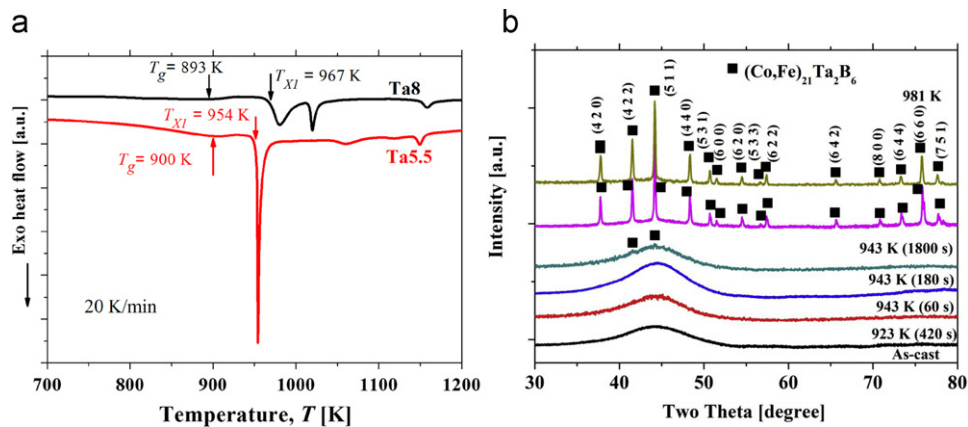 a
T_g = 893 K
T_X1 = 967 K
Ta8
T_X1 = 954 K
Ta5.5
T_g = 900 K
Exo heat flow [a.u.]
20 K/min
700 800 900 1000 1100 1200
Temperature, T [K]
b
■ (Co,Fe)21Ta2B6
981 K
(4 2 0)
(4 2 2)
(5 1 1)
(4 4 0)
(5 3 1)
(6 0 0)
(6 2 0)
(5 3 3)
(6 2 2)
(6 4 2)
(8 0 0)
(6 4 4)
(6 6 0)
(7 5 1)
943 K (1800 s)
943 K (180 s)
943 K (60 s)
923 K (420 s)
As-cast
Intensity [a.u.]
30 40 50 60 70 80
Two Theta [degree]